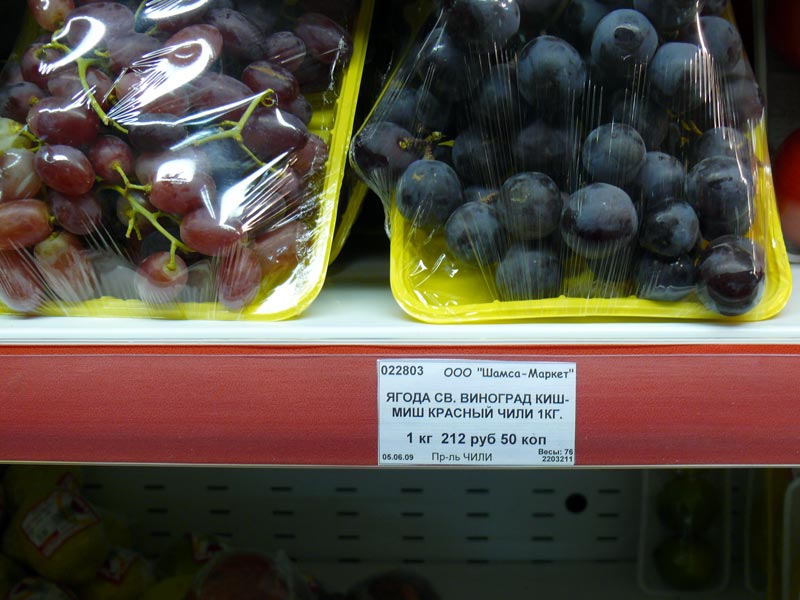 022803 ООО "Шамса-Маркет"
ЯГОДА СВ. ВИНОГРАД КИШ-
МИШ КРАСНЫЙ ЧИЛИ 1КГ.
1 кг 212 руб 50 коп
Весы: 76
05.06.09 Пр-ль ЧИЛИ 2203211